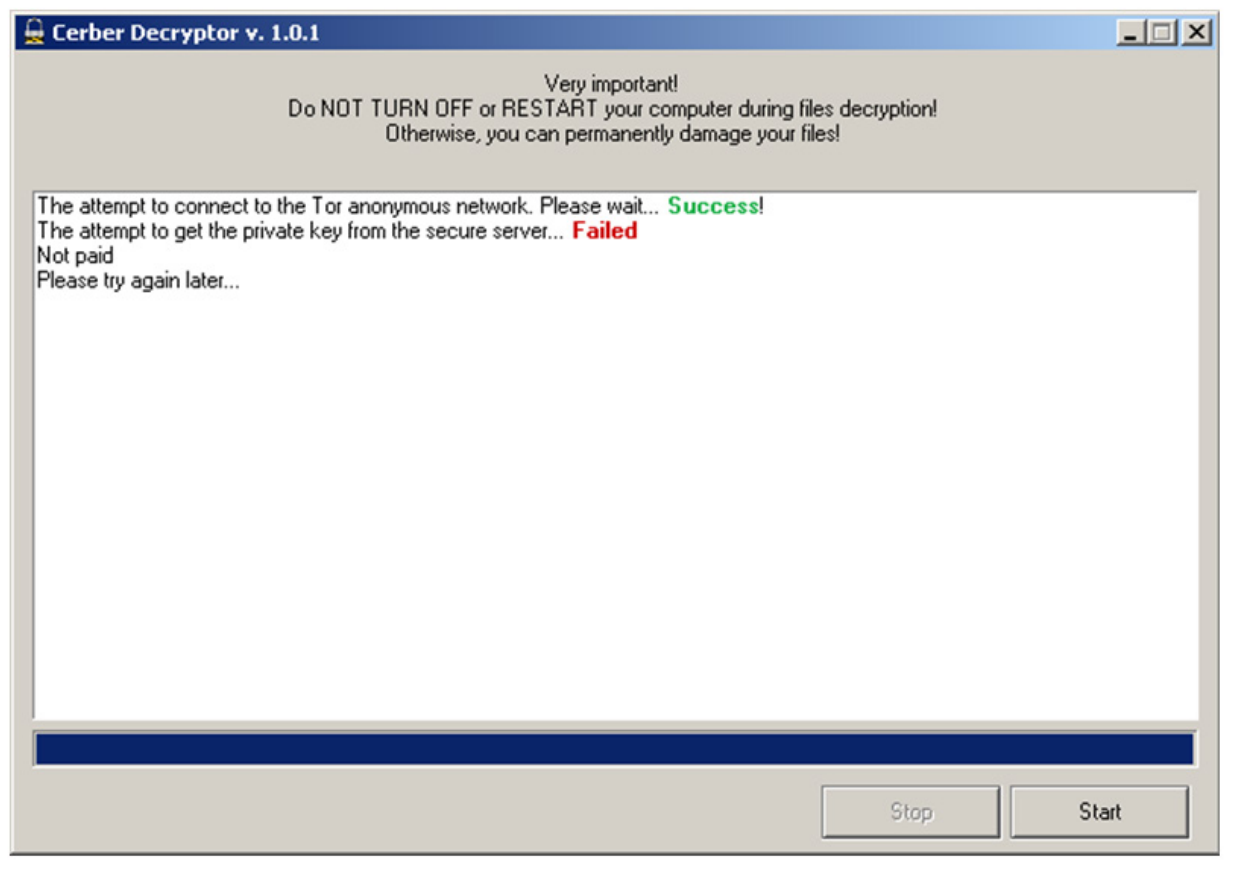 Cerber Decryptor v. 1.0.1
Very important!
Do NOT TURN OFF or RESTART your computer during files decryption!
Otherwise, you can permanently damage your files!
The attempt to connect to the Tor anonymous network. Please wait... Success!
The attempt to get the private key from the secure server... Failed
Not paid
Please try again later...
Stop
Start